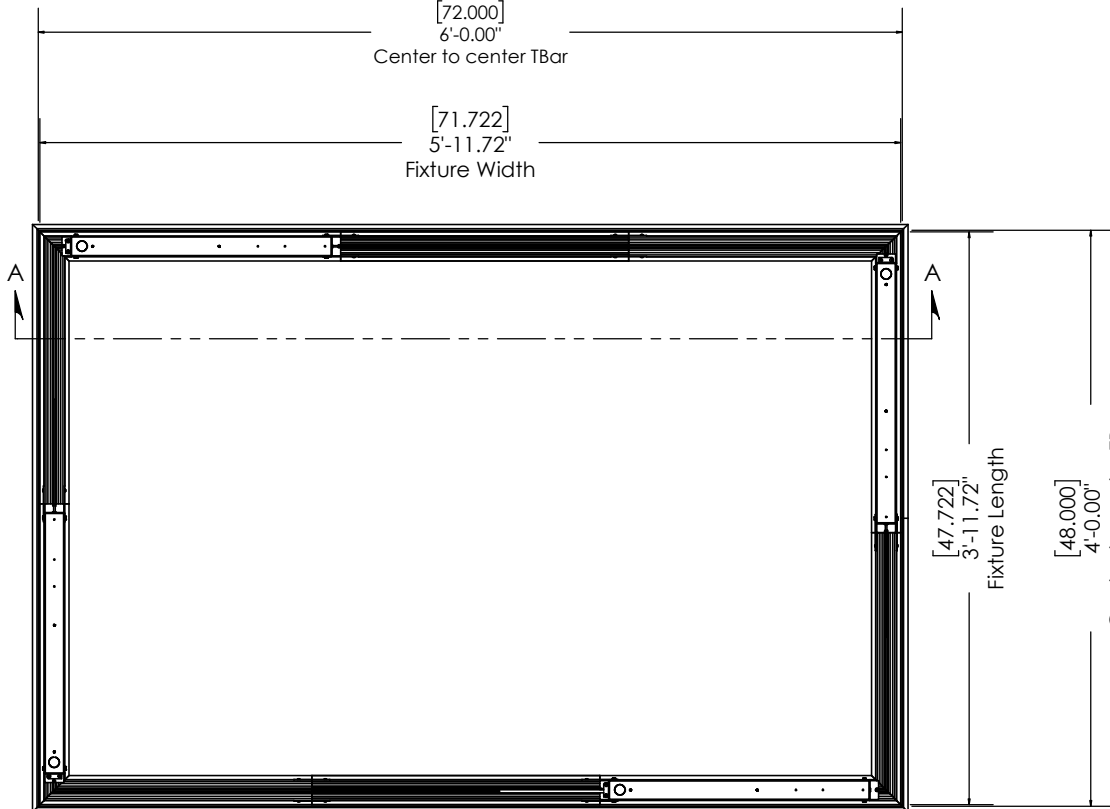 [72.000]
6'-0.00"
Center to center TBar
[71.722]
5'-11.72"
Fixture Width
A
A
[47.722]
3'-11.72"
Fixture Length
[48.000]
4'-0.00"